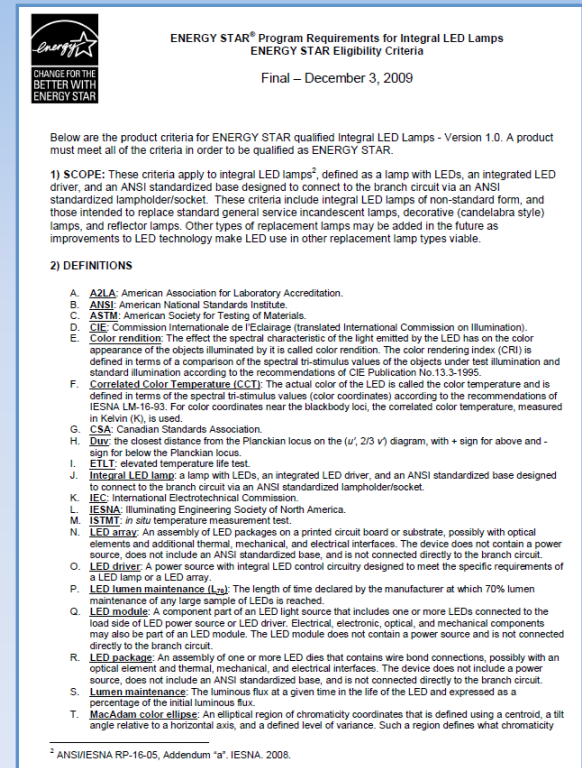 energy
CHANGE FOR THE
BETTER WITH
ENERGY STAR
ENERGY STAR® Program Requirements for Integral LED Lamps
ENERGY STAR Eligibility Criteria
Final – December 3, 2009
Below are the product criteria for ENERGY STAR qualified Integral LED Lamps - Version 1.0. A product
must meet all of the criteria in order to be qualified as ENERGY STAR.
1) SCOPE: These criteria apply to integral LED lamps², defined as a lamp with LEDs, an integrated LED
driver, and an ANSI standardized base designed to connect to the branch circuit via an ANSI
standardized lampholder/socket. These criteria include integral LED lamps of non-standard form, and
those intended to replace standard general service incandescent lamps, decorative (candelabra style)
lamps, and reflector lamps. Other types of replacement lamps may be added in the future as
improvements to LED technology make LED use in other replacement lamp types viable.
2) DEFINITIONS
A. A2LA: American Association for Laboratory Accreditation.
B. ANSI: American National Standards Institute.
C. ASTM: American Society for Testing of Materials.
D. CIE: Commission Internationale de l'Eclairage (translated International Commission on Illumination).
E. Color rendition: The effect the spectral characteristic of the light emitted by the LED has on the color
appearance of the objects illuminated by it is called color rendition. The color rendering index (CRI) is
defined in terms of a comparison of the spectral tri-stimulus values of the objects under test illumination and
standard illumination according to the recommendations of CIE Publication No.13.3-1995.
F. Correlated Color Temperature (CCT): The actual color of the LED is called the color temperature and is
defined in terms of the spectral tri-stimulus values (color coordinates) according to the recommendations of
IESNA LM-16-93. For color coordinates near the blackbody loci, the correlated color temperature, measured
in Kelvin (K), is used.
G. CSA: Canadian Standards Association.
H. Duv: the closest distance from the Planckian locus on the (u', 2/3 v') diagram, with + sign for above and -
sign for below the Planckian locus.
I. ETLT: elevated temperature life test.
J. Integral LED lamp: a lamp with LEDs, an integrated LED driver, and an ANSI standardized base designed
to connect to the branch circuit via an ANSI standardized lampholder/socket.
K. IEC: International Electrotechnical Commission.
L. IESNA: Illuminating Engineering Society of North America.
M. ISTMT: in situ temperature measurement test.
N. LED array: An assembly of LED packages on a printed circuit board or substrate, possibly with optical
elements and additional thermal, mechanical, and electrical interfaces. The device does not contain a power
source, does not include an ANSI standardized base, and is not connected directly to the branch circuit.
O. LED driver: A power source with integral LED control circuitry designed to meet the specific requirements of
a LED lamp or a LED array.
P. LED lumen maintenance (L₇₀): The length of time declared by the manufacturer at which 70% lumen
maintenance of any large sample of LEDs is reached.
Q. LED module: A component part of an LED light source that includes one or more LEDs connected to the
load side of LED power source or LED driver. Electrical, electronic, optical, and mechanical components
may also be part of an LED module. The LED module does not contain a power source and is not connected
directly to the branch circuit.
R. LED package: An assembly of one or more LED dies that contains wire bond connections, possibly with an
optical element and thermal, mechanical, and electrical interfaces. The device does not include a power
source, does not include an ANSI standardized base, and is not connected directly to the branch circuit.
S. Lumen maintenance: The luminous flux at a given time in the life of the LED and expressed as a
percentage of the initial luminous flux.
T. MacAdam color ellipse: An elliptical region of chromaticity coordinates that is defined using a centroid, a tilt
angle relative to a horizontal axis, and a defined level of variance. Such a region defines what chromaticity
² ANSI/IESNA RP-16-05, Addendum "a". IESNA. 2008.